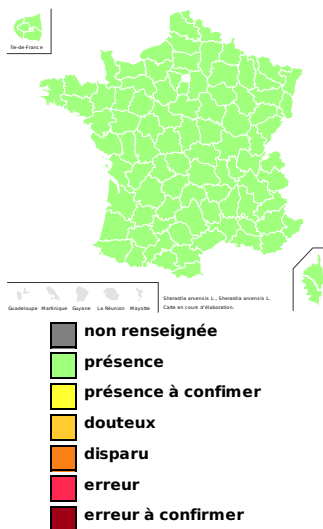 Île-de-France
Guadeloupe Martinique Guyane La Réunion Mayotte
Sherardia arvensis L., Sherardia arvensis L.
Carte en cours d'élaboration.
non renseignée
présence
présence à confimer
douteux
disparu
erreur
erreur à confirmer